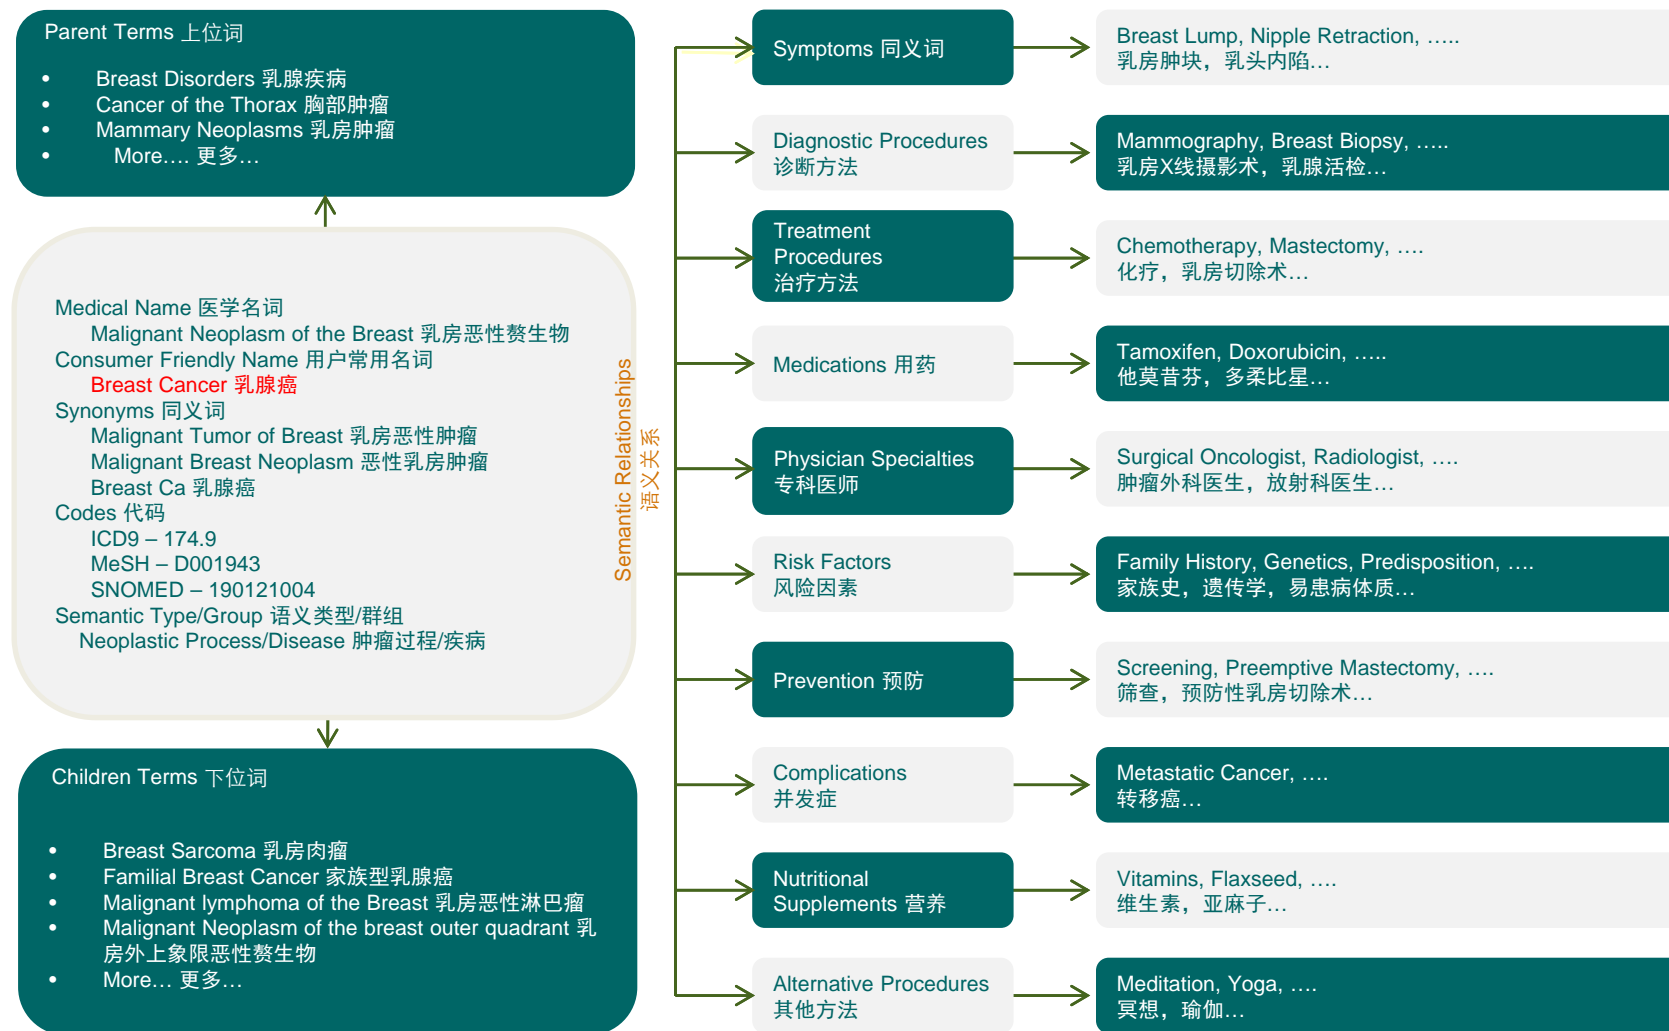 Parent Terms 上位词
• Breast Disorders 乳腺疾病
• Cancer of the Thorax 胸部肿瘤
• Mammary Neoplasms 乳房肿瘤
• More…. 更多…
Medical Name 医学名词
Malignant Neoplasm of the Breast 乳房恶性赘生物
Consumer Friendly Name 用户常用名词
Breast Cancer 乳腺癌
Synonyms 同义词
Malignant Tumor of Breast 乳房恶性肿瘤
Malignant Breast Neoplasm 恶性乳房肿瘤
Breast Ca 乳腺癌
Codes 代码
ICD9 – 174.9
MeSH – D001943
SNOMED – 190121004
Semantic Type/Group 语义类型/群组
Neoplastic Process/Disease 肿瘤过程/疾病
Children Terms 下位词
• Breast Sarcoma 乳房肉瘤
• Familial Breast Cancer 家族型乳腺癌
• Malignant lymphoma of the Breast 乳房恶性淋巴瘤
• Malignant Neoplasm of the breast outer quadrant 乳
房外上象限恶性赘生物
• More… 更多…
Semantic Relationships
语义关系
Symptoms 同义词
Breast Lump, Nipple Retraction, …..
乳房肿块，乳头内陷…
Diagnostic Procedures
诊断方法
Mammography, Breast Biopsy, …..
乳房X线摄影术，乳腺活检…
Treatment
Procedures
治疗方法
Chemotherapy, Mastectomy, ….
化疗，乳房切除术…
Medications 用药
Tamoxifen, Doxorubicin, …..
他莫昔芬，多柔比星…
Physician Specialties
专科医师
Surgical Oncologist, Radiologist, ….
肿瘤外科医生，放射科医生…
Risk Factors
风险因素
Family History, Genetics, Predisposition, ….
家族史，遗传学，易患病体质…
Prevention 预防
Screening, Preemptive Mastectomy, ….
筛查，预防性乳房切除术…
Complications
并发症
Metastatic Cancer, ….
转移癌…
Nutritional
Supplements 营养
Vitamins, Flaxseed, ….
维生素，亚麻子…
Alternative Procedures
其他方法
Meditation, Yoga, ….
冥想，瑜伽…